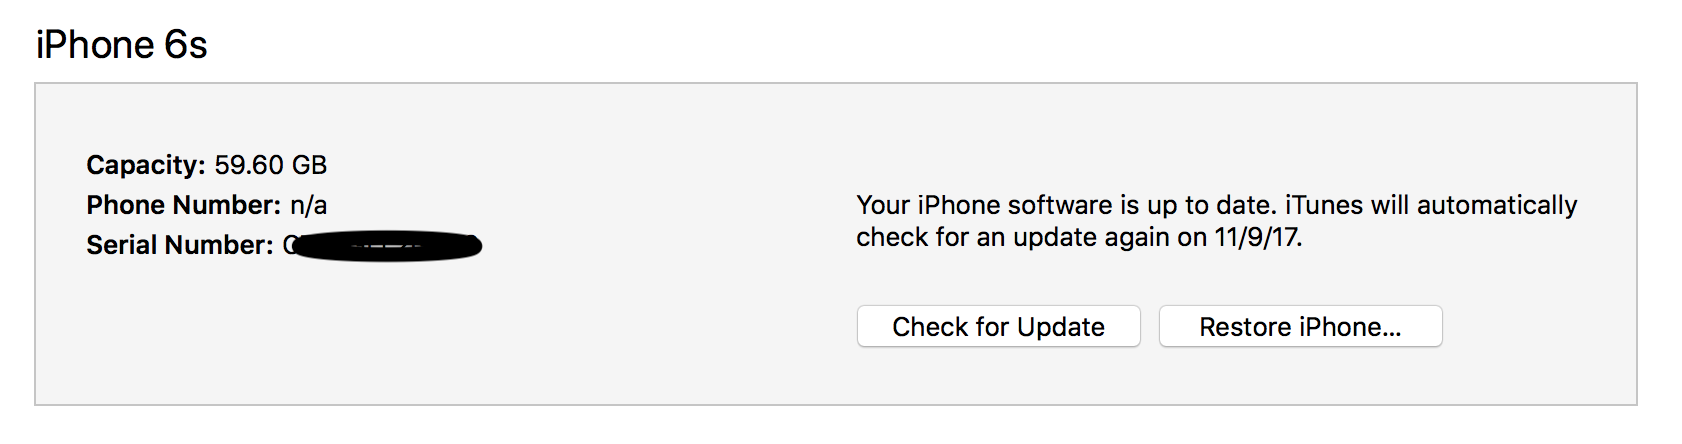 iPhone 6s
Capacity: 59.60 GB
Phone Number: n/a
Serial Number:
Your iPhone software is up to date. iTunes will automatically
check for an update again on 11/9/17.
Check for Update
Restore iPhone...